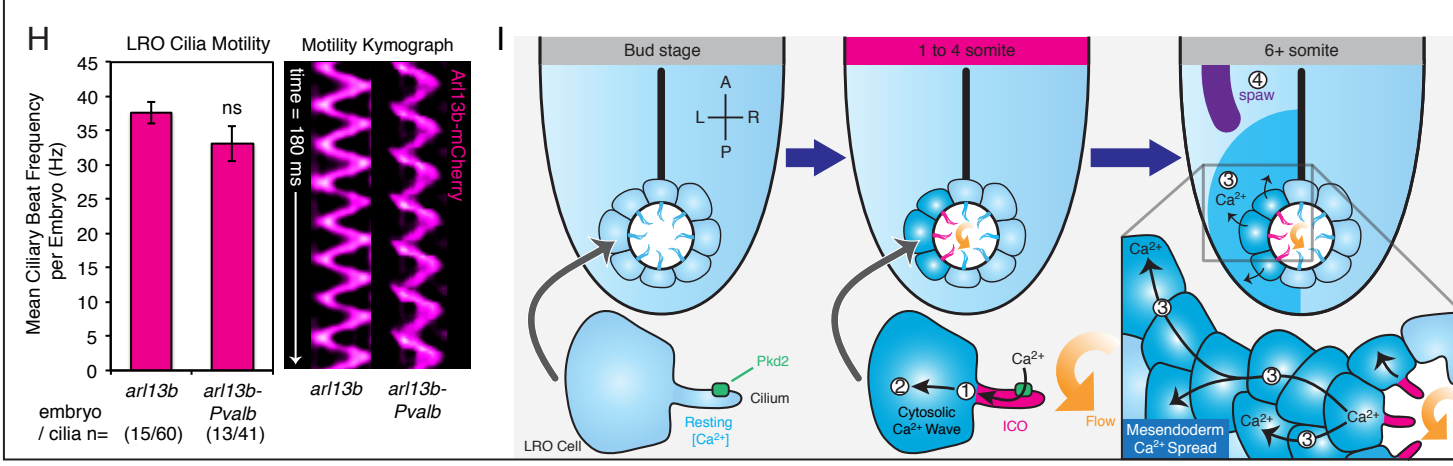 H
LRO Cilia Motility
Mean Ciliary Beat Frequency
per Embryo (Hz)
45
40
35
30
25
20
15
10
5
0
ns
arl13b
arl13b-
Pvalb
embryo
/ cilia n=
(15/60)
(13/41)
Motility Kymograph
time = 180 ms
Arl13b-mCherry
arl13b
arl13b-
Pvalb
I
Bud stage
A
L
R
P
Pkd2
Cilium
Resting
[Ca²⁺]
LRO Cell
1 to 4 somite
Ca²⁺
②
①
Cytosolic
Ca²⁺ Wave
ICO
Flow
6+ somite
④
spaw
③
Ca²⁺
Ca²⁺
③
③
Ca²⁺
Ca²⁺
③
Mesendoderm
Ca²⁺ Spread